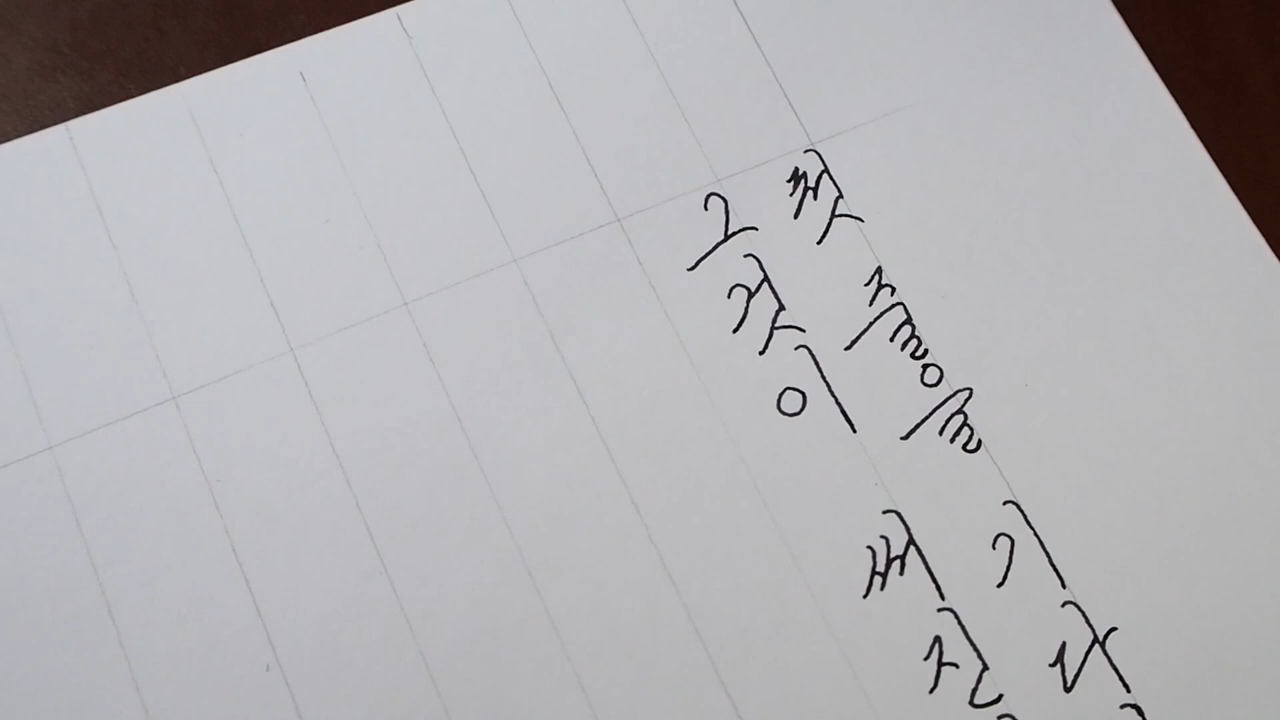 첫 줄을 기다
그것이 써진